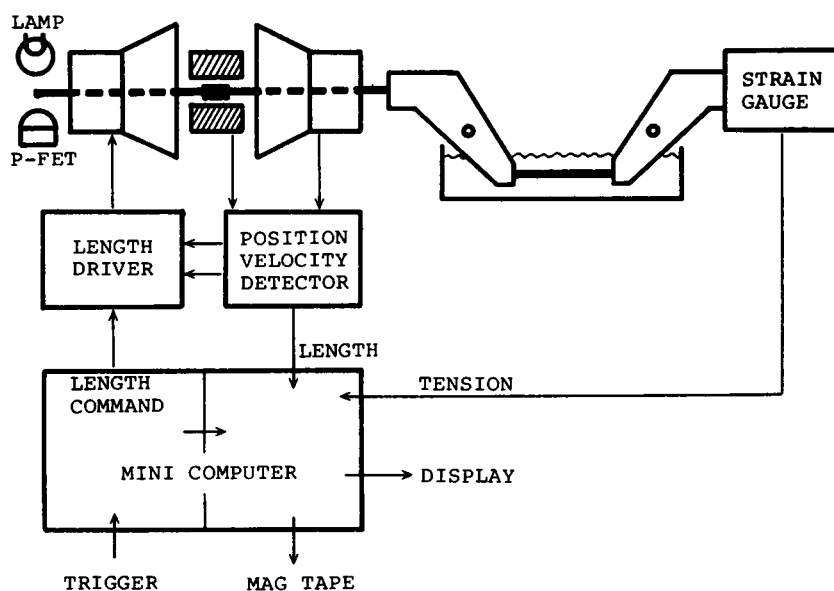 LAMP
P-FET
STRAIN
GAUGE
LENGTH
DRIVER
POSITION
VELOCITY
DETECTOR
LENGTH
TENSION
LENGTH
COMMAND
MINI COMPUTER
DISPLAY
TRIGGER
MAG TAPE